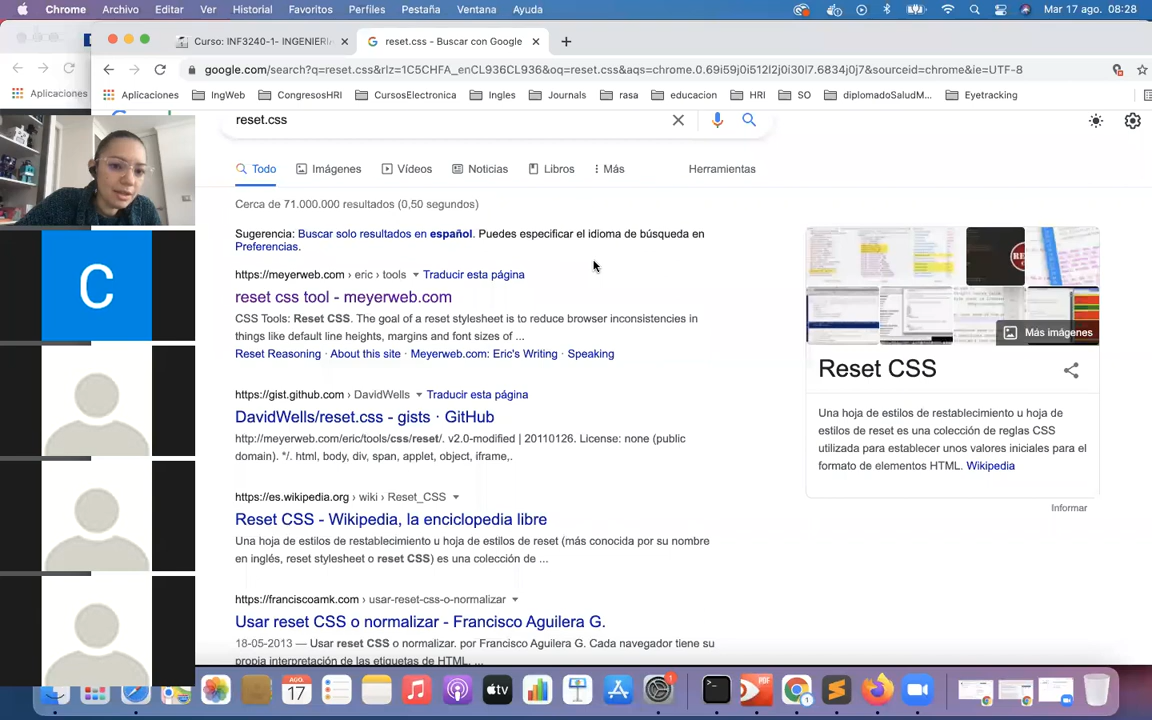 Chrome Archivo Editar Ver Historial Favoritos Perfiles Pestaña Ventana Ayuda Mar 17 ago. 08:28
Curso: INF3240-1- INGENIERIA
reset.css - Buscar con Google
google.com/search?q=reset.css&rlz=1C5CHFA_enCL936CL936&oq=reset.css&aqs=chrome.0.69i59j0i512l2j0i30l7.6834j0j7&sourceid=chrome&ie=UTF-8
Aplicaciones
Aplicaciones IngWeb CongresosHRI CursosElectronica Ingles Journals rasa educacion HRI SO diplomadoSaludM... Eyetracking
reset.css
Todo Imágenes Vídeos Noticias Libros Más Herramientas
Cerca de 71.000.000 resultados (0,50 segundos)
Sugerencia: Buscar solo resultados en español. Puedes especificar el idioma de búsqueda en
Preferencias.
https://meyerweb.com › eric › tools Traducir esta página
reset css tool - meyerweb.com
CSS Tools: Reset CSS. The goal of a reset stylesheet is to reduce browser inconsistencies in
things like default line heights, margins and font sizes of ...
Reset Reasoning · About this site · Meyerweb.com: Eric's Writing · Speaking
https://gist.github.com › DavidWells Traducir esta página
DavidWells/reset.css - gists · GitHub
http://meyerweb.com/eric/tools/css/reset/. v2.0-modified | 20110126. License: none (public
domain). */. html, body, div, span, applet, object, iframe,.
https://es.wikipedia.org › wiki › Reset_CSS
Reset CSS - Wikipedia, la enciclopedia libre
Una hoja de estilos de restablecimiento u hoja de estilos de reset (más conocida por su nombre
en inglés, reset stylesheet o reset CSS) es una colección de ...
https://franciscoamk.com › usar-reset-css-o-normalizar
Usar reset CSS o normalizar - Francisco Aguilera G.
18-05-2013 — Usar reset CSS o normalizar. por Francisco Aguilera G. Cada navegador tiene su
propia interpretación de las etiquetas de HTML. ...
Más imágenes
Reset CSS
Una hoja de estilos de restablecimiento u hoja de
estilos de reset es una colección de reglas CSS
utilizada para establecer unos valores iniciales para el
formato de elementos HTML. Wikipedia
Informar
C
AGO.
17
tv
PDF
1
1